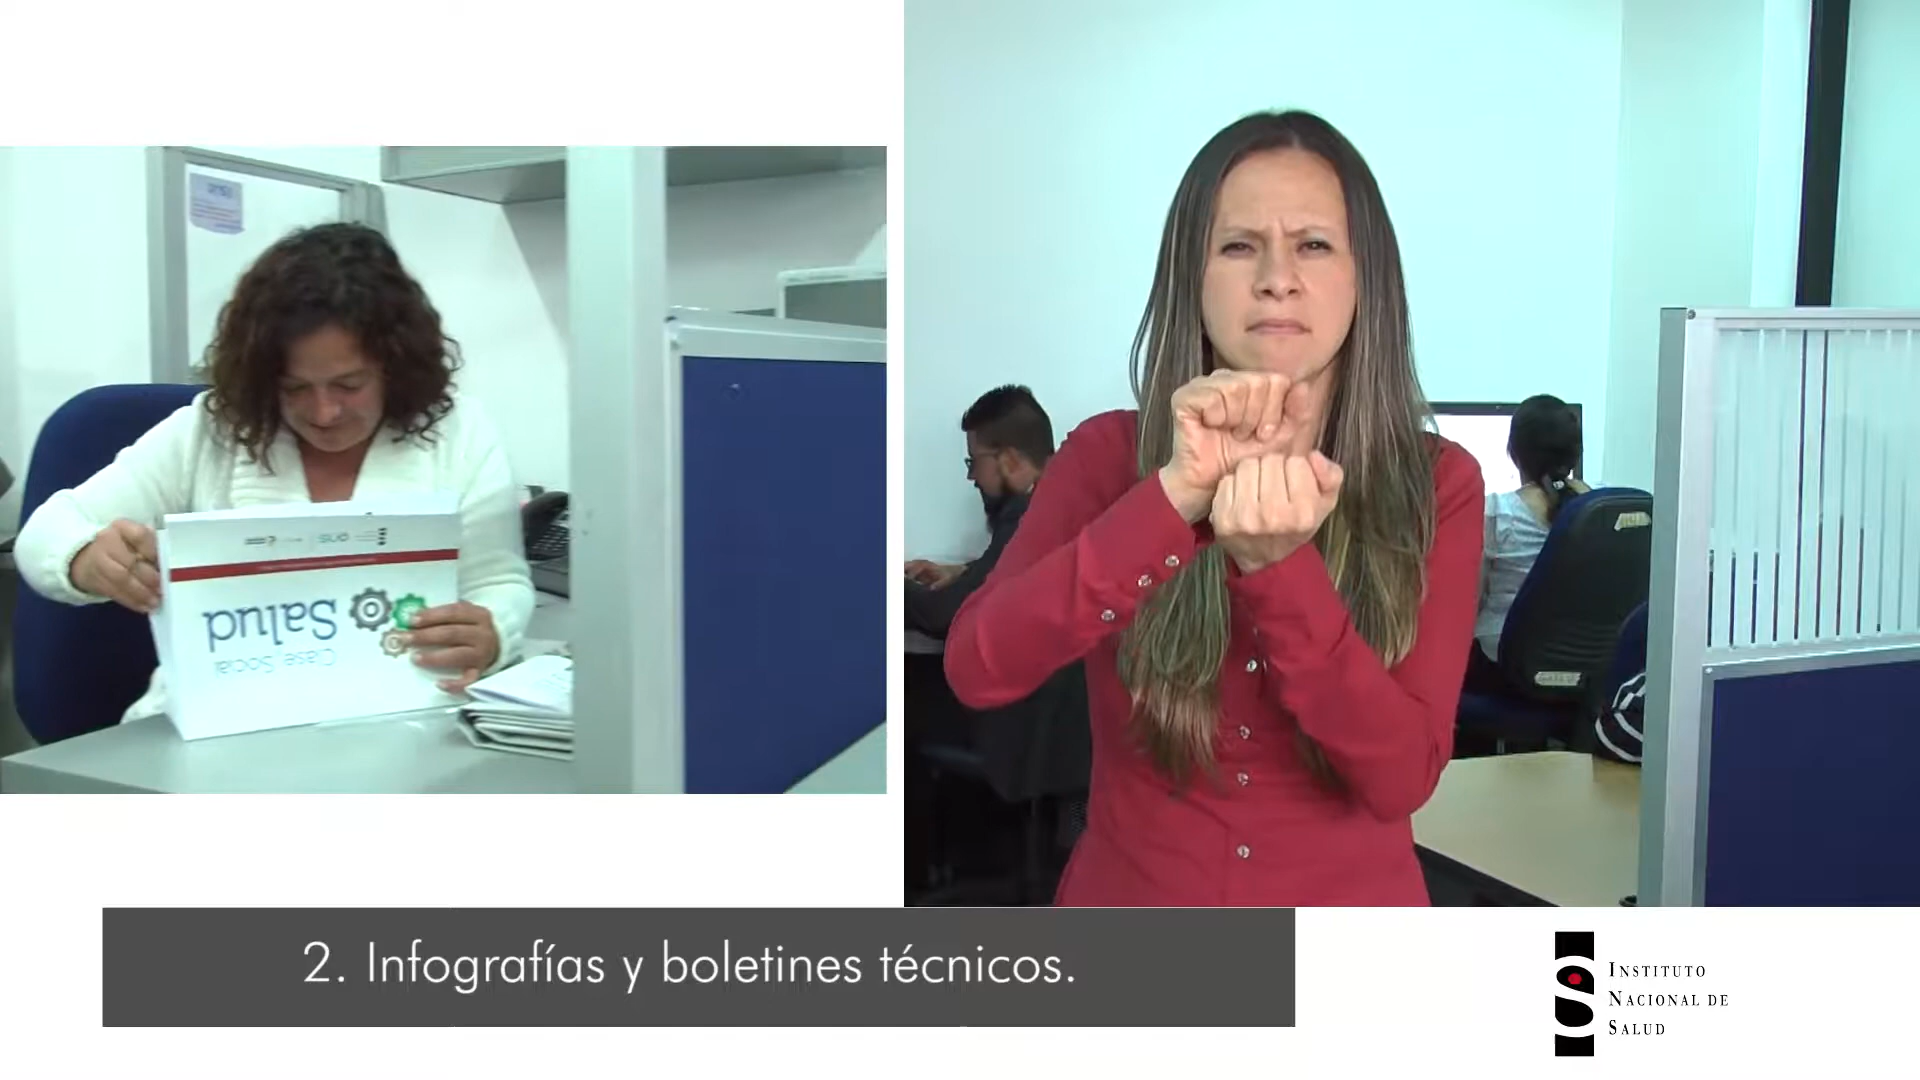 Salud
Clase Social
2. Infografías y boletines técnicos.
INSTITUTO
NACIONAL DE
SALUD